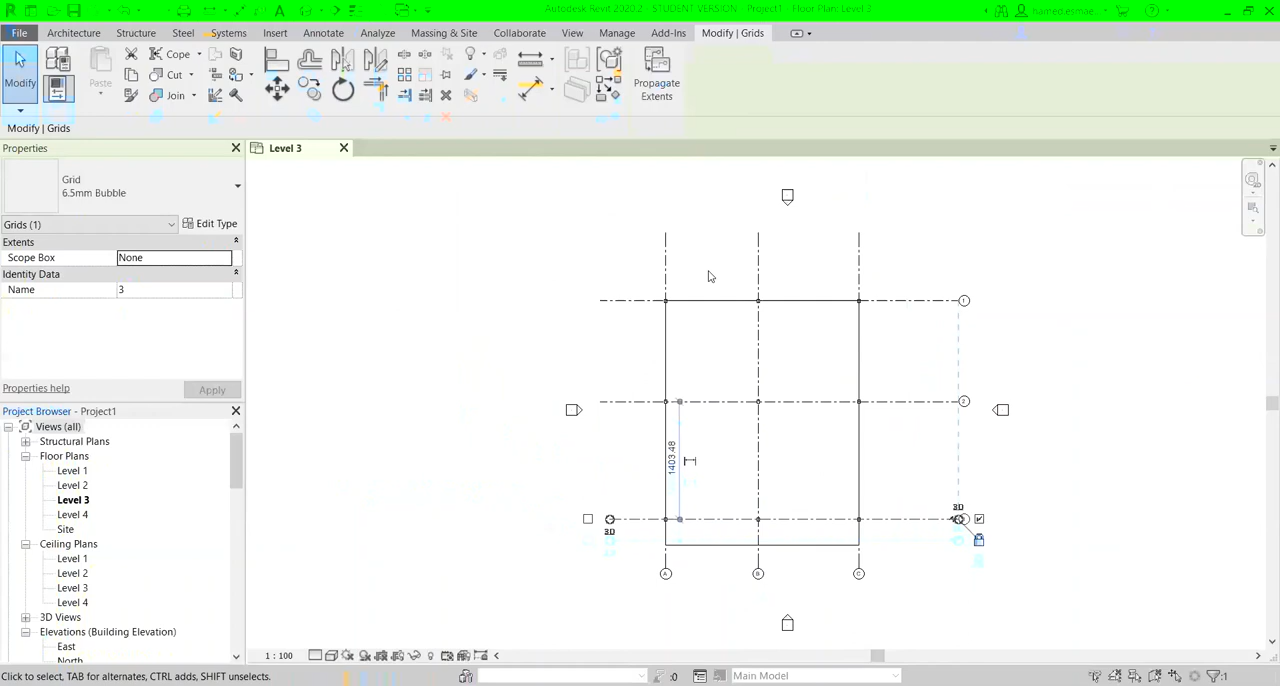 Autodesk Revit 2020.2 - STUDENT VERSION - Project1 - Floor Plan: Level 3
hamed.esmae...
File Architecture Structure Steel Systems Insert Annotate Analyze Massing & Site Collaborate View Manage Add-Ins Modify | Grids
Modify
Paste
Cope
Cut
Join
Propagate
Extents
Modify | Grids
Properties
Level 3
Grid
6.5mm Bubble
Grids (1)
Edit Type
Extents
Scope Box
None
Identity Data
Name
3
Properties help
Apply
Project Browser - Project1
Views (all)
Structural Plans
Floor Plans
Level 1
Level 2
Level 3
Level 4
Site
Ceiling Plans
Level 1
Level 2
Level 3
Level 4
3D Views
Elevations (Building Elevation)
East
North
1
2
1403.48
3D
3D
A
B
C
1 : 100
Click to select, TAB for alternates, CTRL adds, SHIFT unselects.
:0
Main Model
:1